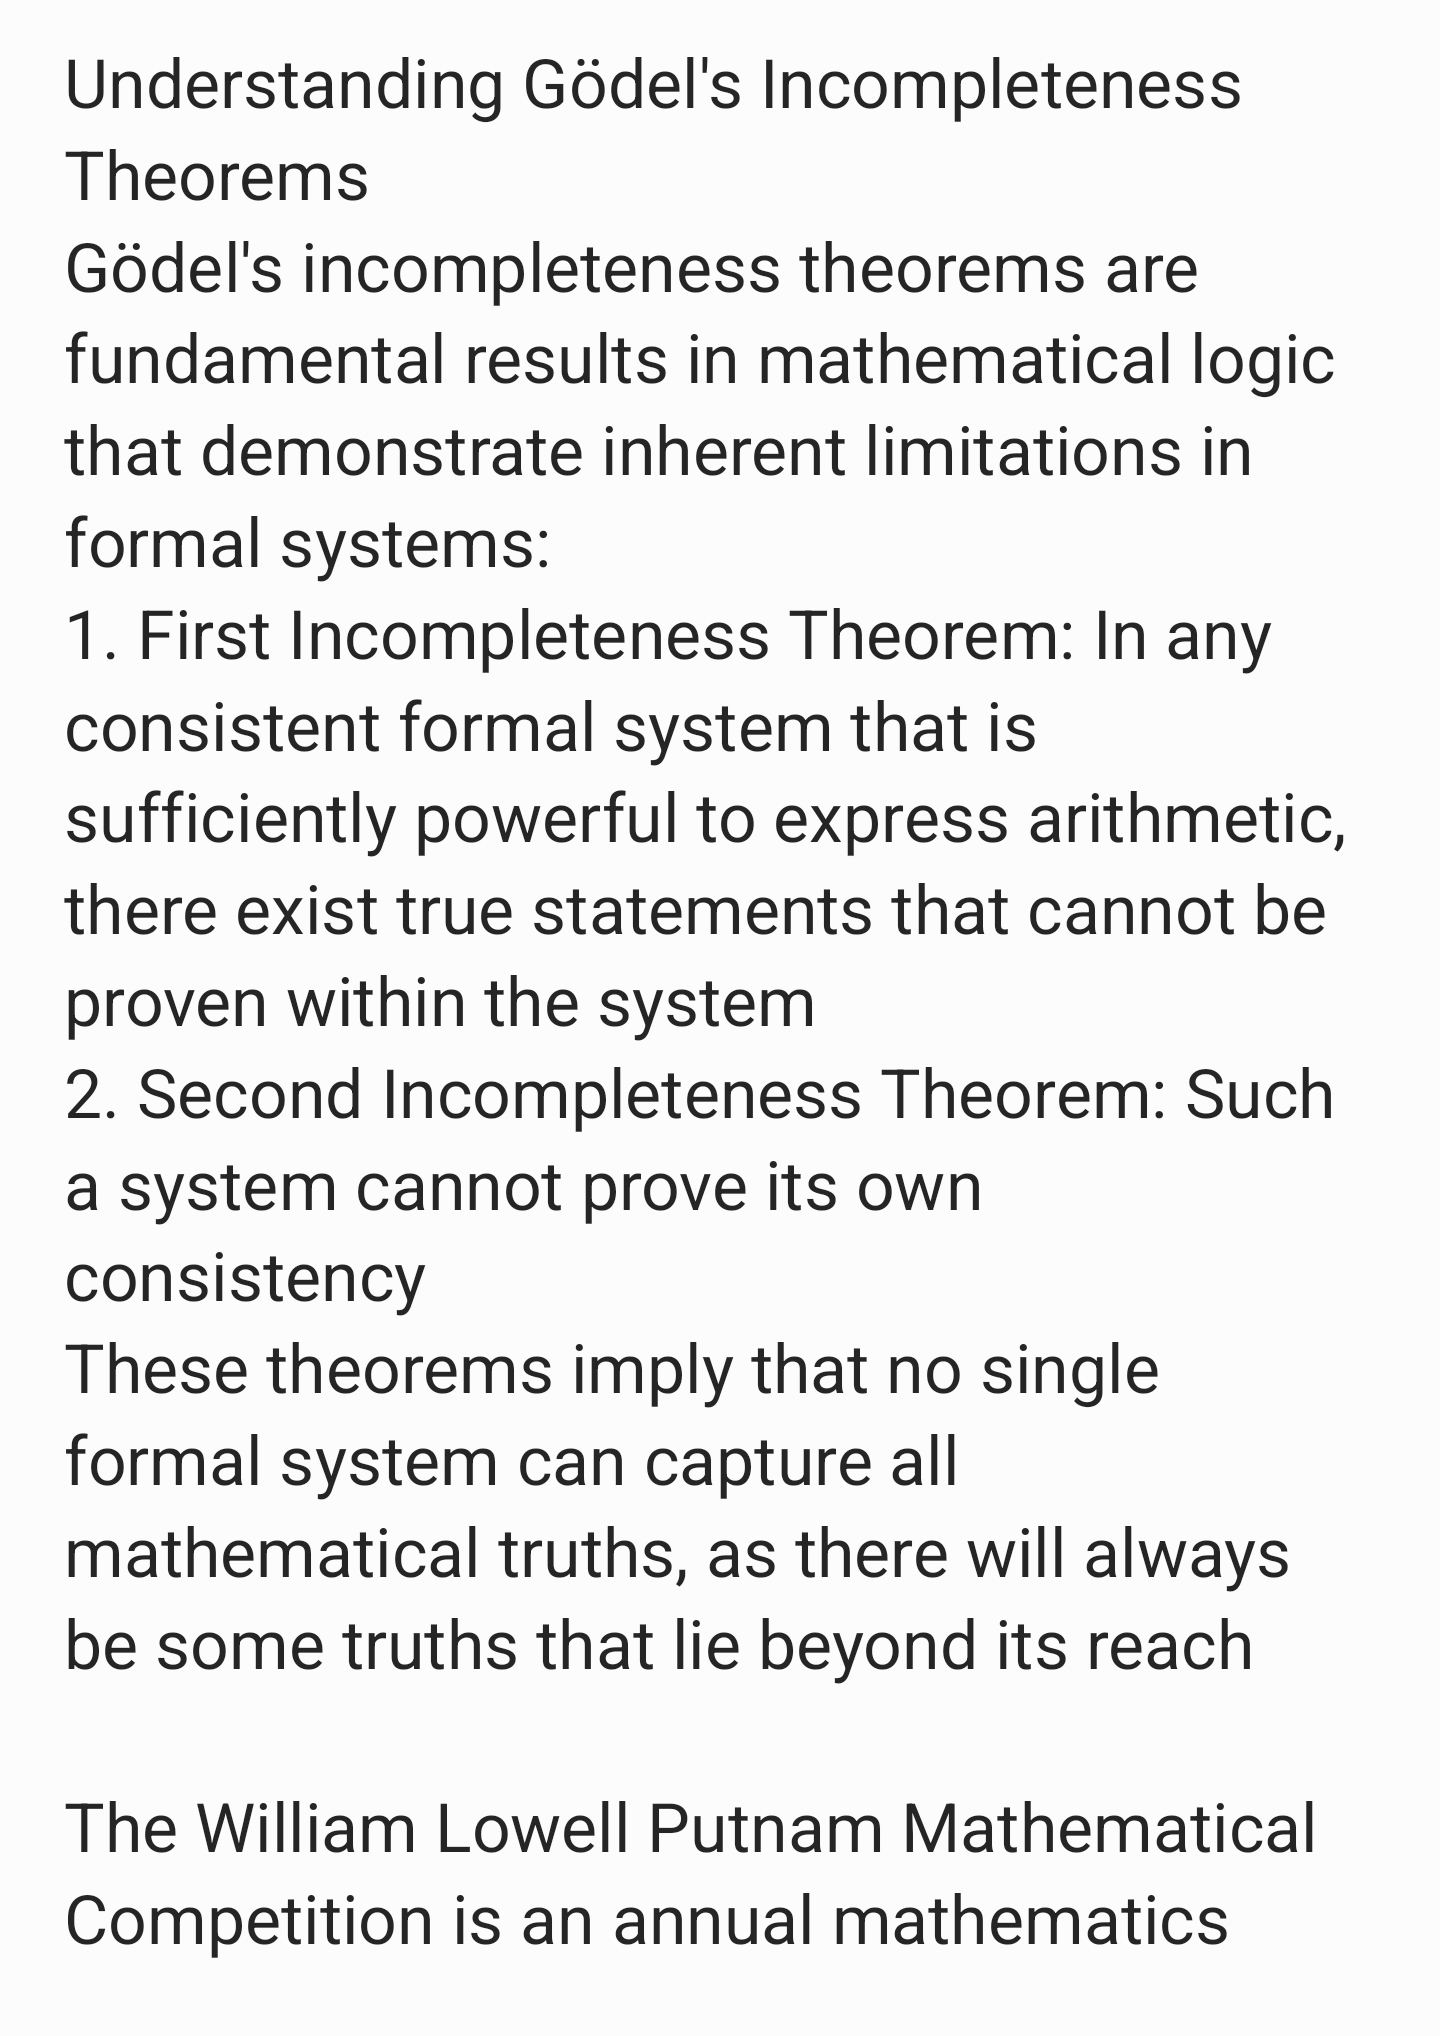 Understanding Gödel's Incompleteness
Theorems
Gödel's incompleteness theorems are
fundamental results in mathematical logic
that demonstrate inherent limitations in
formal systems:
1. First Incompleteness Theorem: In any
consistent formal system that is
sufficiently powerful to express arithmetic,
there exist true statements that cannot be
proven within the system
2. Second Incompleteness Theorem: Such
a system cannot prove its own
consistency
These theorems imply that no single
formal system can capture all
mathematical truths, as there will always
be some truths that lie beyond its reach
The William Lowell Putnam Mathematical
Competition is an annual mathematics